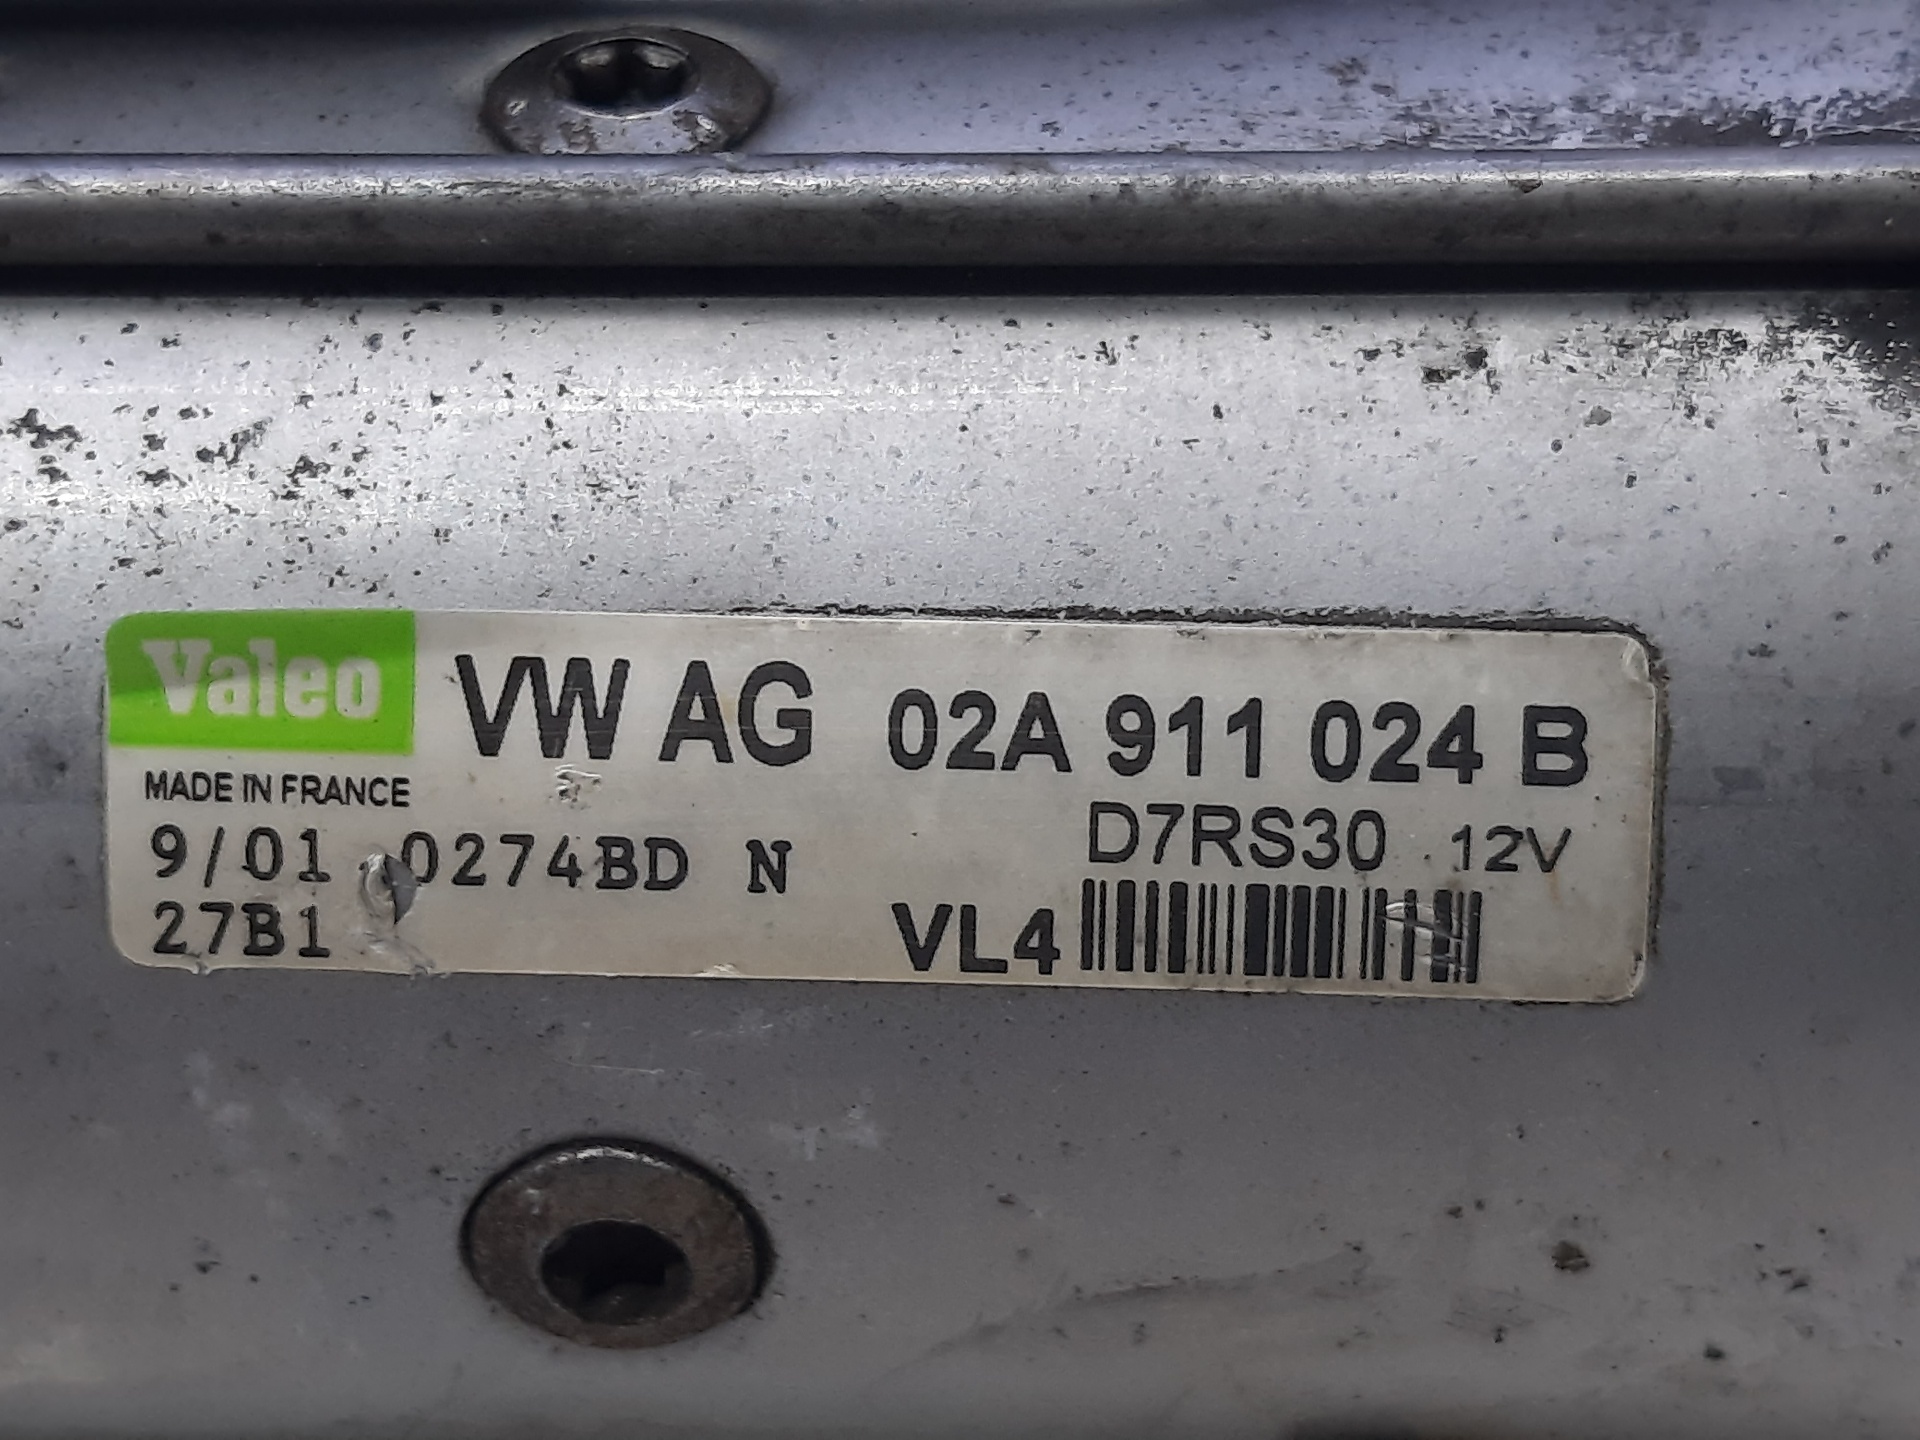 Valeo VW AG 02A 911 024 B
MADE IN FRANCE D7RS30 12V
9/01 0274BD N
27B1 VL4